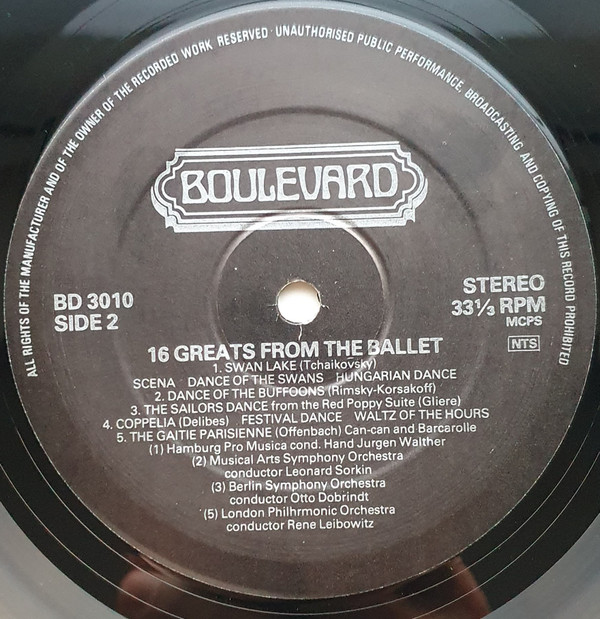 ALL RIGHTS OF THE MANUFACTURER AND OF THE OWNER OF THE RECORDED WORK RESERVED · UNAUTHORISED PUBLIC PERFORMANCE, BROADCASTING AND COPYING OF THIS RECORD PROHIBITED
BOULEVARD
BD 3010
SIDE 2
STEREO
33⅓ RPM
MCPS
NTS
16 GREATS FROM THE BALLET
1. SWAN LAKE (Tchaikovsky)
SCENA DANCE OF THE SWANS HUNGARIAN DANCE
2. DANCE OF THE BUFFOONS (Rimsky-Korsakoff)
3. THE SAILORS DANCE from the Red Poppy Suite (Gliere)
4. COPPELIA (Delibes) FESTIVAL DANCE WALTZ OF THE HOURS
5. THE GAITIE PARISIENNE (Offenbach) Can-can and Barcarolle
(1) Hamburg Pro Musica cond. Hand Jurgen Walther
(2) Musical Arts Symphony Orchestra
conductor Leonard Sorkin
(3) Berlin Symphony Orchestra
conductor Otto Dobrindt
(5) London Philhrmonic Orchestra
conductor Rene Leibowitz